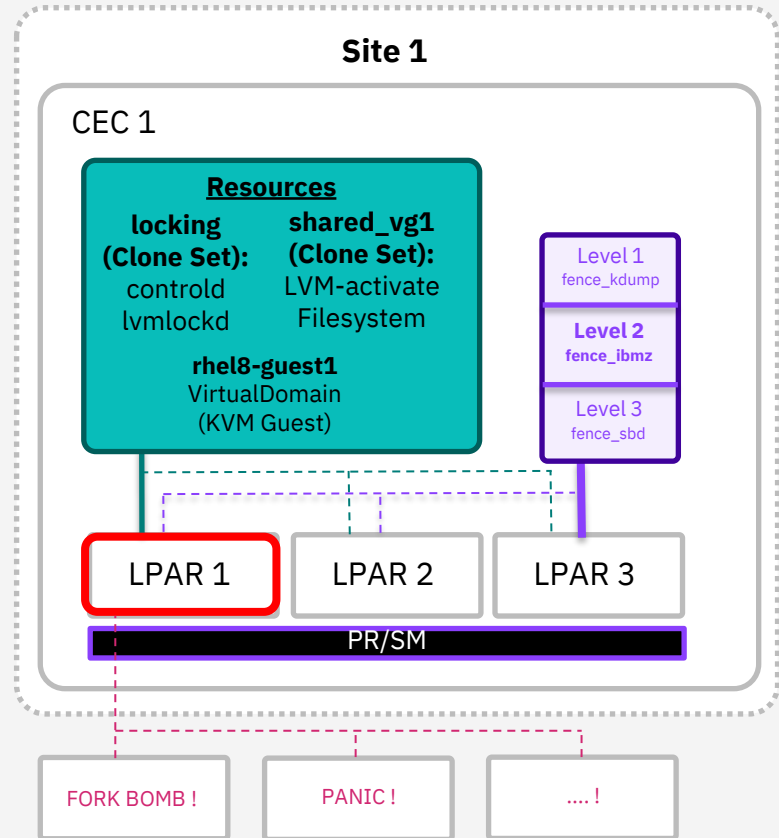 Site 1
CEC 1
Resources
locking
(Clone Set):
controld
lvmlockd
shared_vg1
(Clone Set):
LVM-activate
Filesystem
rhel8-guest1
VirtualDomain
(KVM Guest)
Level 1
fence_kdump
Level 2
fence_ibmz
Level 3
fence_sbd
LPAR 1
LPAR 2
LPAR 3
PR/SM
FORK BOMB !
PANIC !
.... !